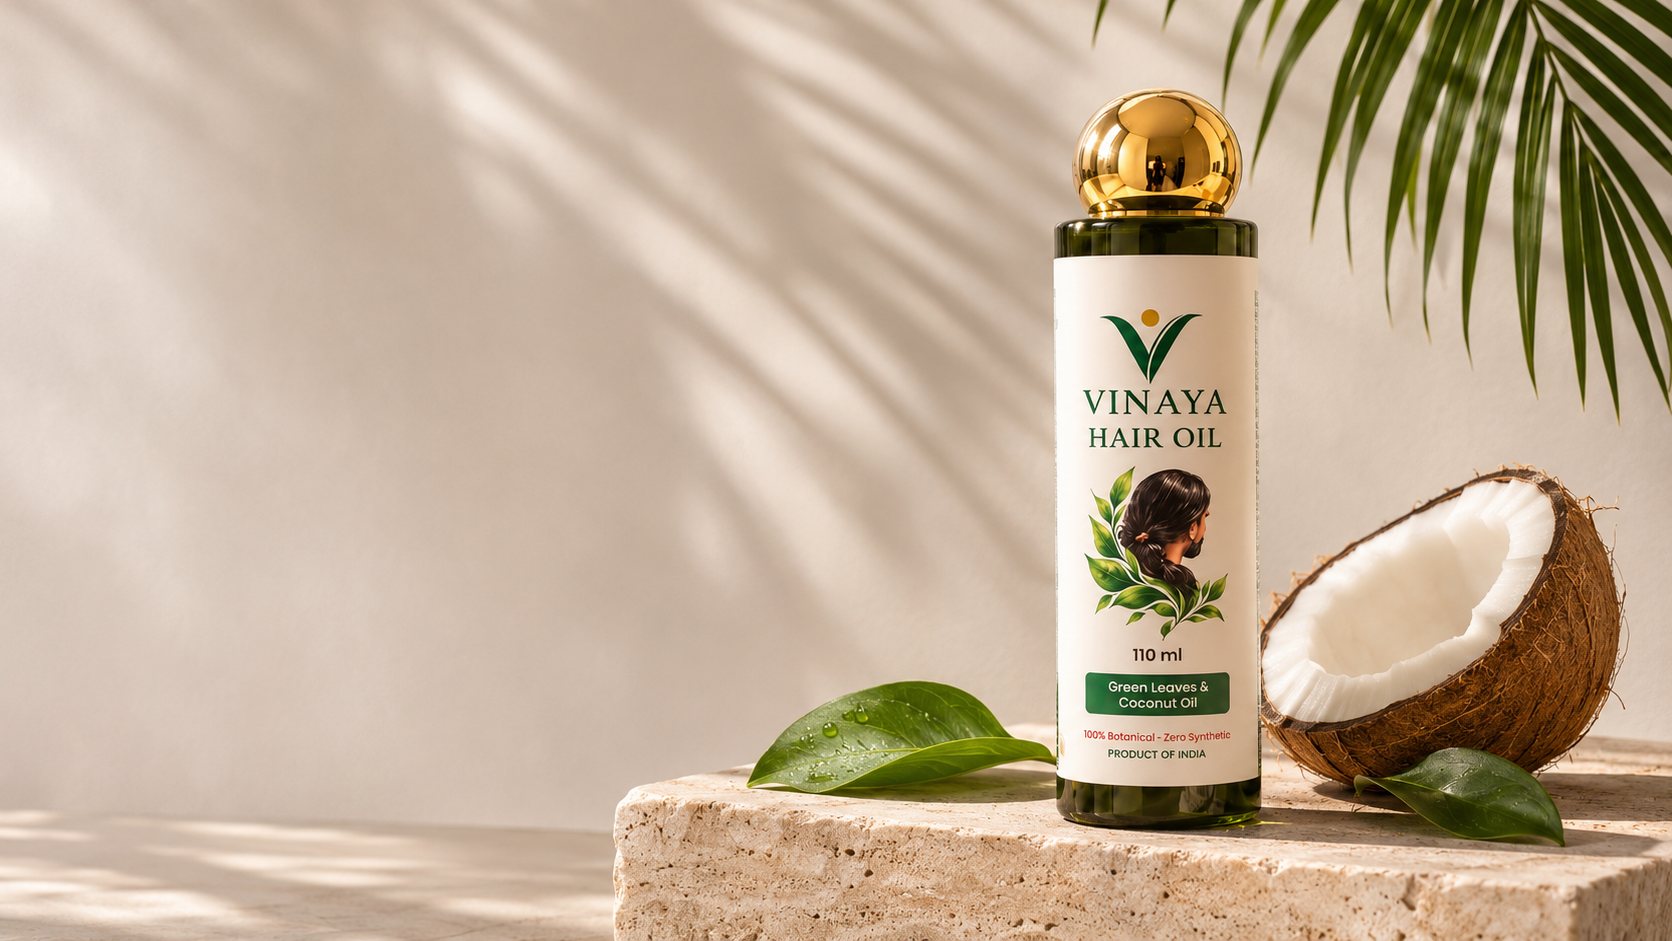 VINAYA
HAIR OIL
110 ml
Green Leaves &
Coconut Oil
100% Botanical - Zero Synthetic
PRODUCT OF INDIA